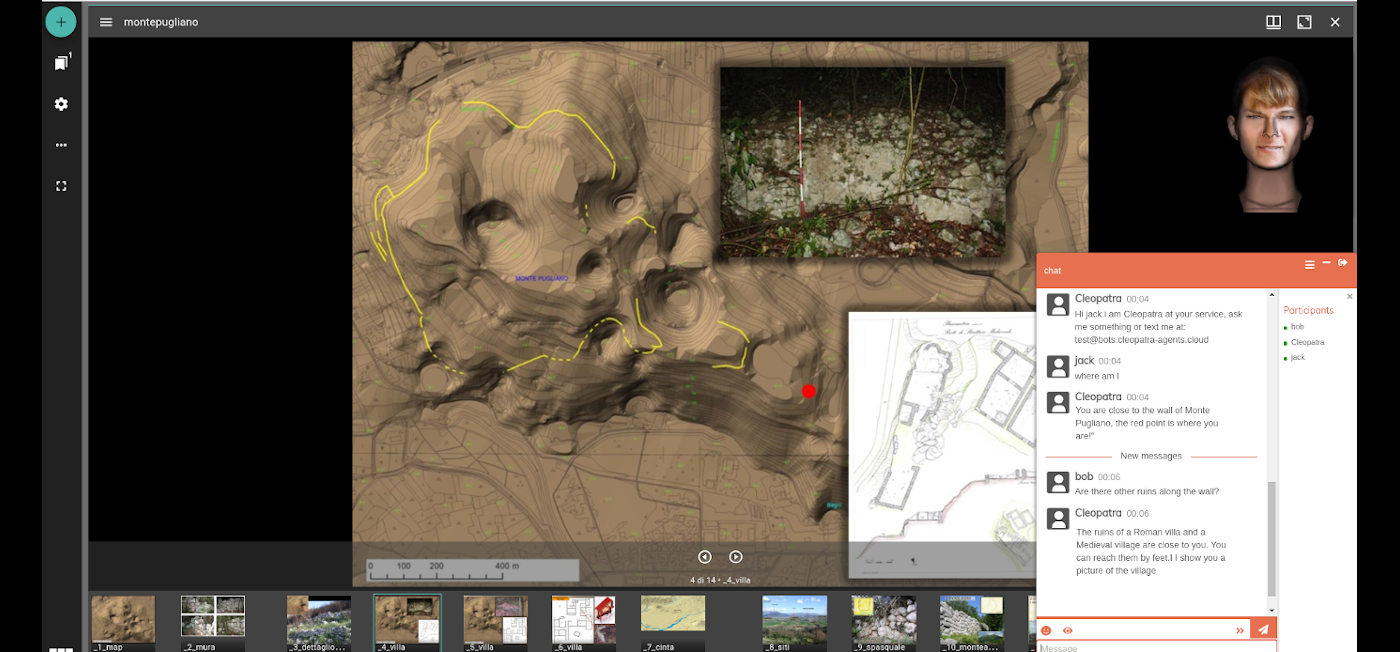 montepugliano
1
MONTE PUGLIANO
0 100 200 400 m
4 di 14 • _4_villa
_1_map
_2_mura
_3_dettaglio...
_4_villa
_5_villa
_6_villa
_7_cinta
_8_siti
_9_spasquale
_10_montea...
chat
Cleopatra 00:04
Hi jack i am Cleopatra at your service, ask
me something or text me at:
test@bots.cleopatra-agents.cloud
jack 00:04
where am I
Cleopatra 00:04
You are close to the wall of Monte
Pugliano, the red point is where you
are!"
New messages
bob 00:06
Are there other ruins along the wall?
Cleopatra 00:06
The ruins of a Roman villa and a
Medieval village are close to you. You
can reach them by feet.I I show you a
picture of the village
Message
Participants
bob
Cleopatra
jack